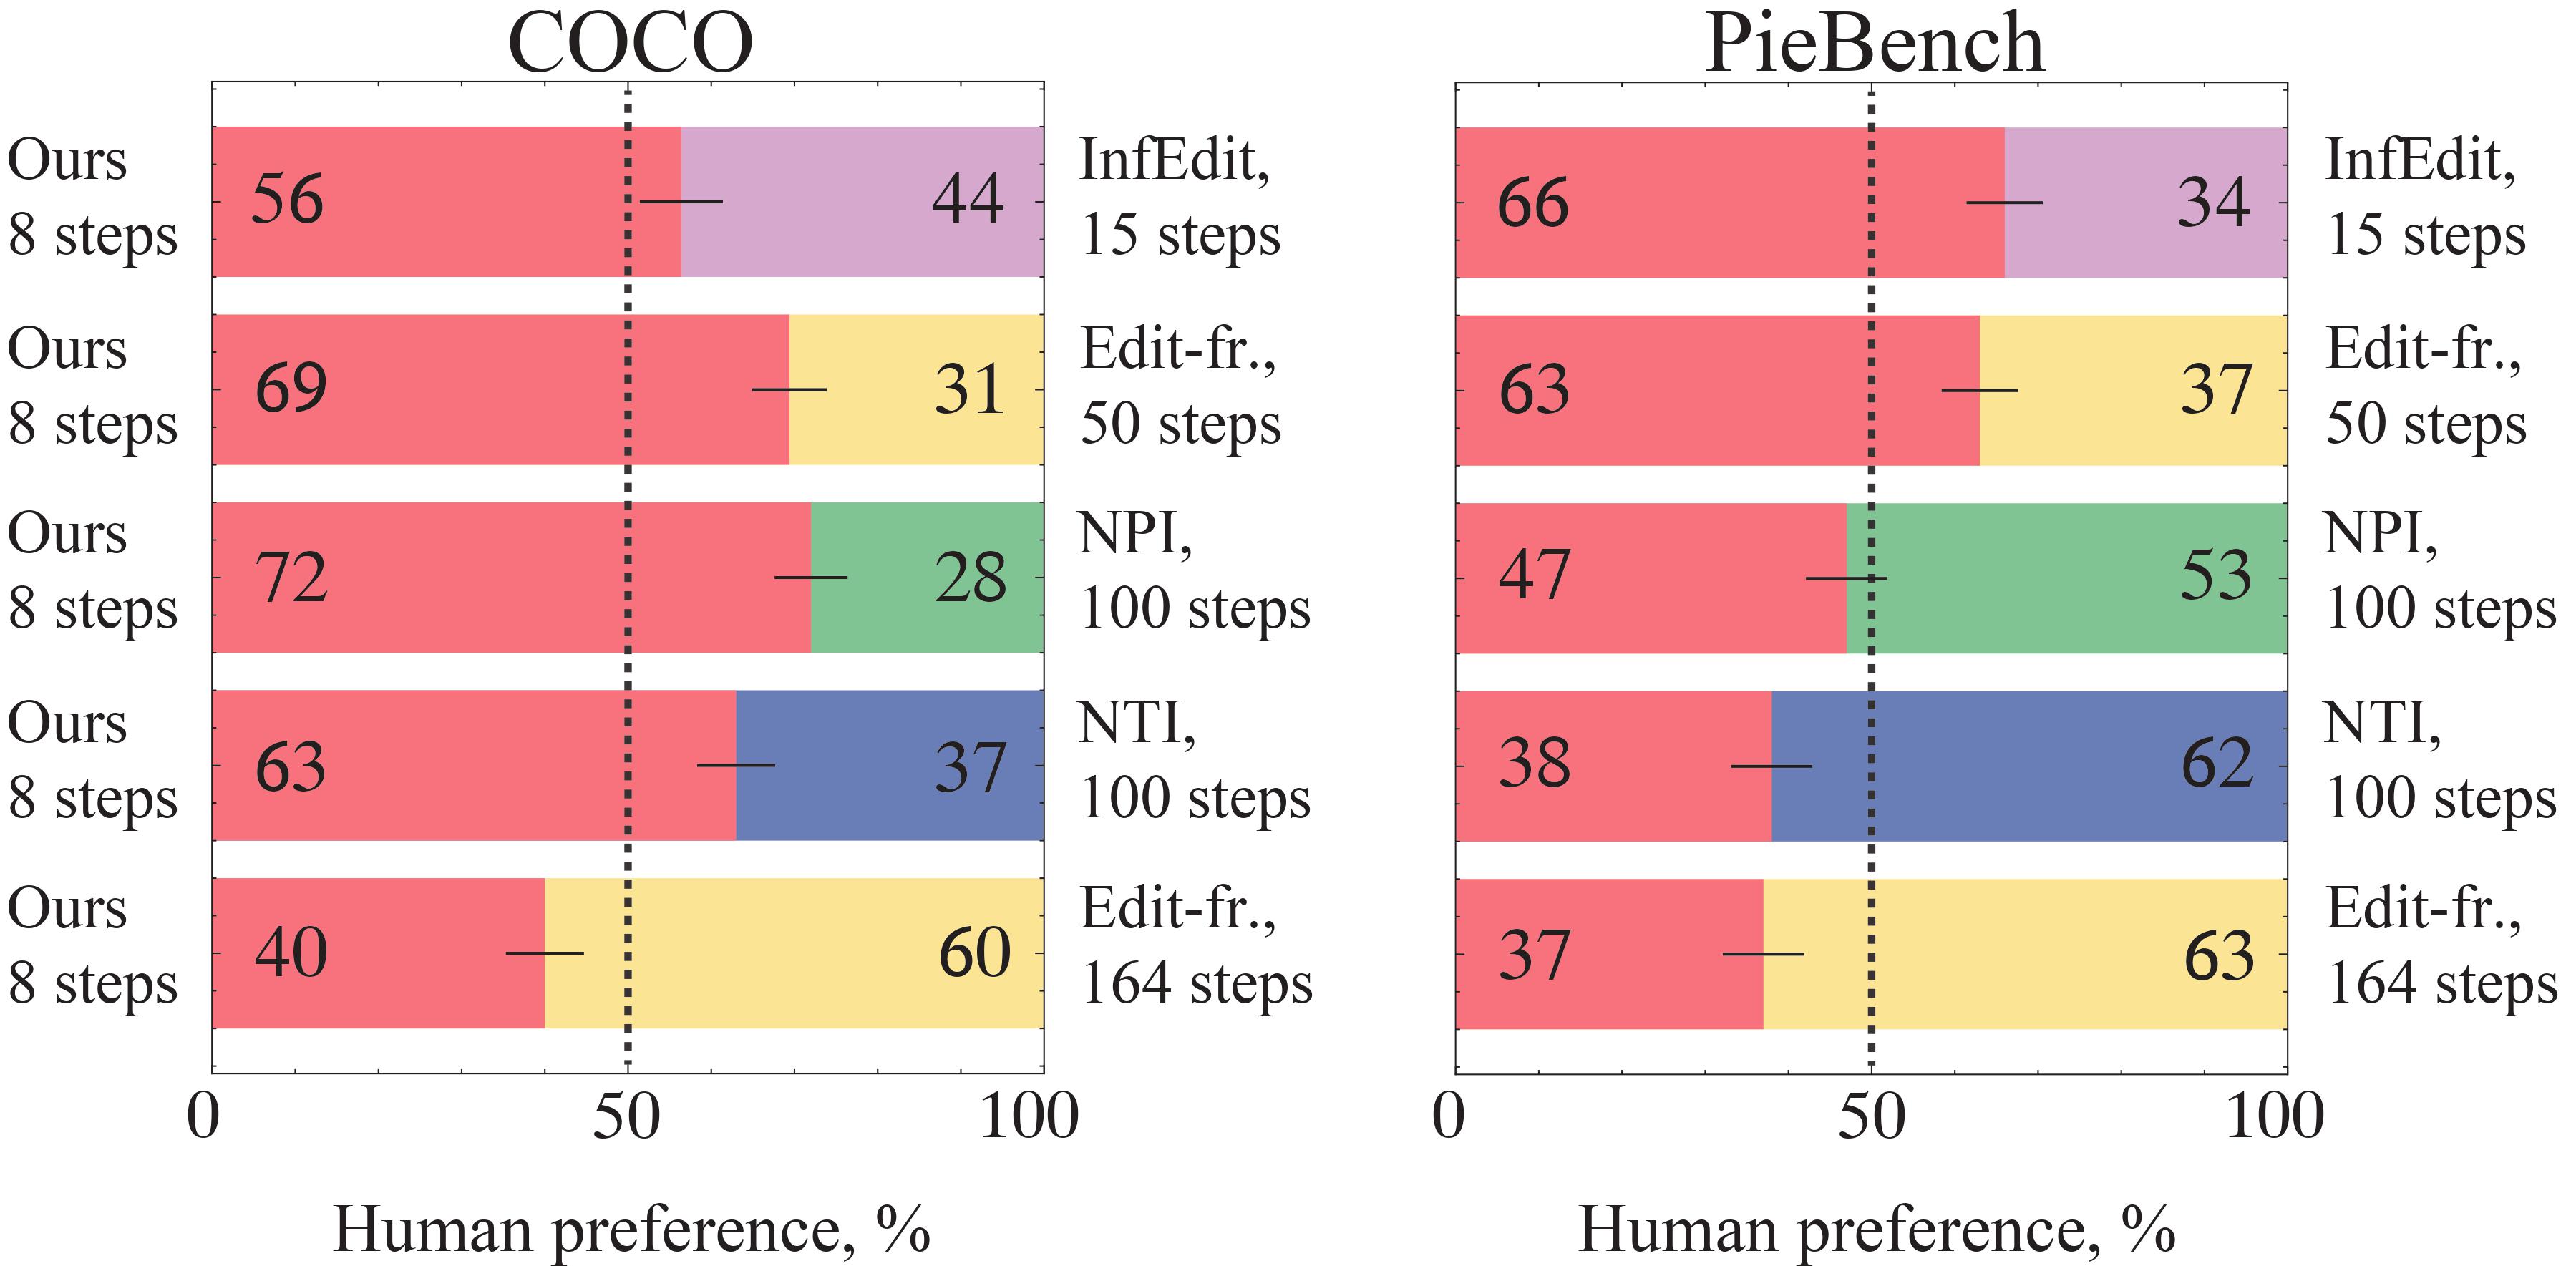 COCO
Ours
8 steps
56
44
InfEdit,
15 steps
Ours
8 steps
69
31
Edit-fr.,
50 steps
Ours
8 steps
72
28
NPI,
100 steps
Ours
8 steps
63
37
NTI,
100 steps
Ours
8 steps
40
60
Edit-fr.,
164 steps
0
50
100
Human preference, %
PieBench
66
34
InfEdit,
15 steps
63
37
Edit-fr.,
50 steps
47
53
NPI,
100 steps
38
62
NTI,
100 steps
37
63
Edit-fr.,
164 steps
0
50
100
Human preference, %